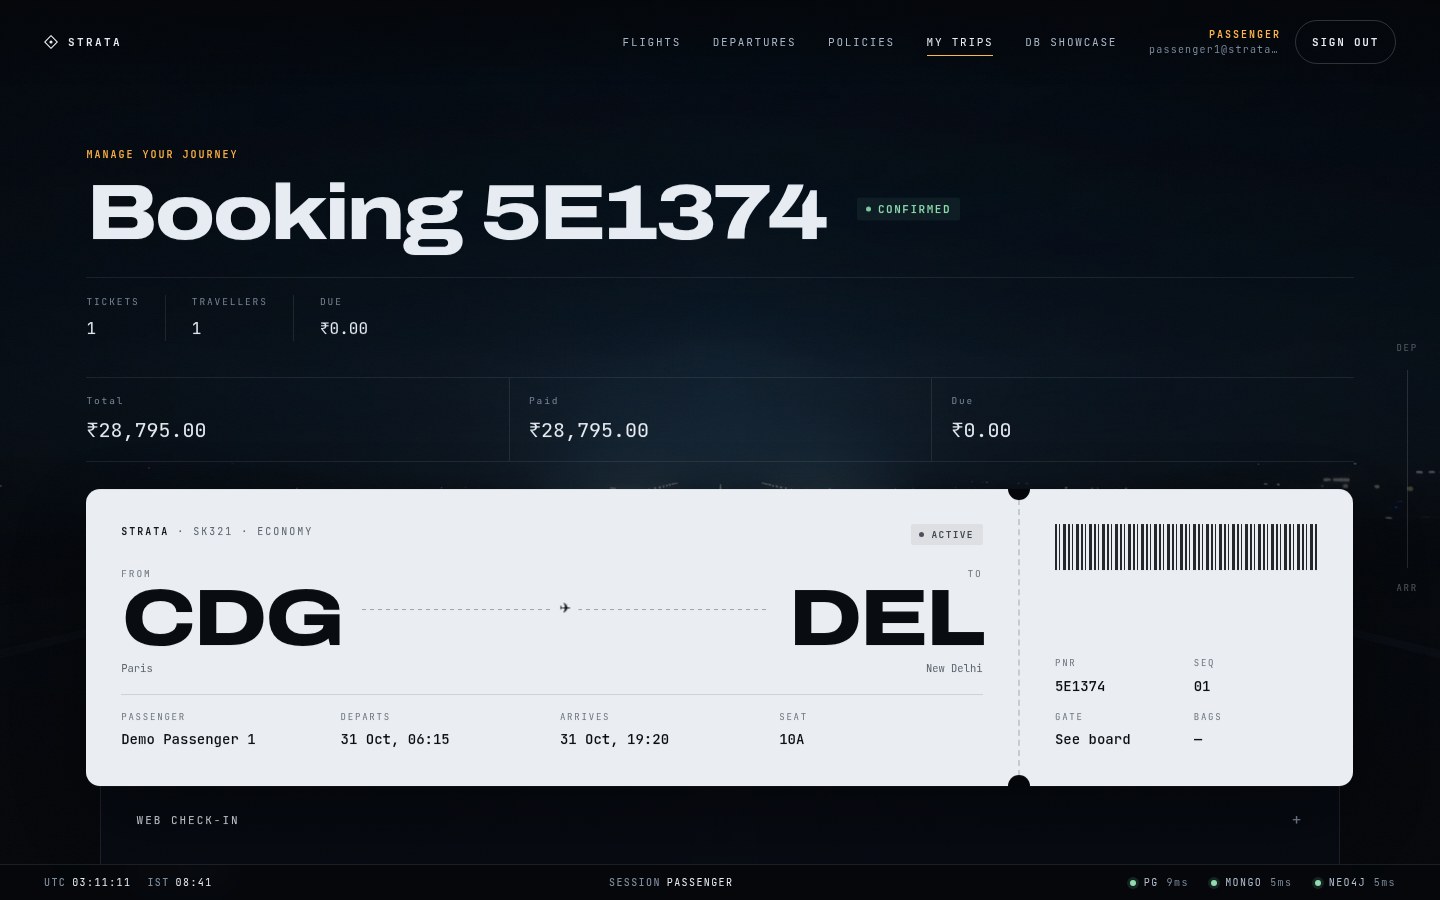 STRATA
FLIGHTS DEPARTURES POLICIES MY TRIPS DB SHOWCASE
PASSENGER
passenger1@strata…
SIGN OUT
MANAGE YOUR JOURNEY
Booking 5E1374
CONFIRMED
TICKETS TRAVELLERS DUE
1 1 ₹0.00
DEP
Total Paid Due
₹28,795.00 ₹28,795.00 ₹0.00
STRATA · SK321 · ECONOMY
ACTIVE
FROM TO
CDG DEL
Paris New Delhi
PASSENGER DEPARTS ARRIVES SEAT
Demo Passenger 1 31 Oct, 06:15 31 Oct, 19:20 10A
PNR SEQ
5E1374 01
GATE BAGS
See board —
ARR
WEB CHECK-IN +
UTC 03:11:11 IST 08:41
SESSION PASSENGER
PG 9ms MONGO 5ms NEO4J 5ms